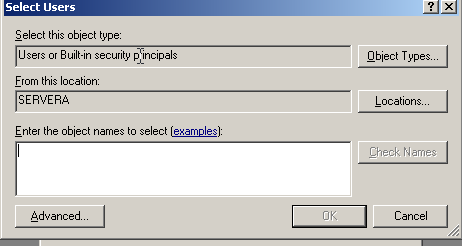 Select Users
Select this object type:
Users or Built-in security principals
Object Types...
From this location:
SERVERA
Locations...
Enter the object names to select (examples):
Check Names
Advanced...
OK
Cancel